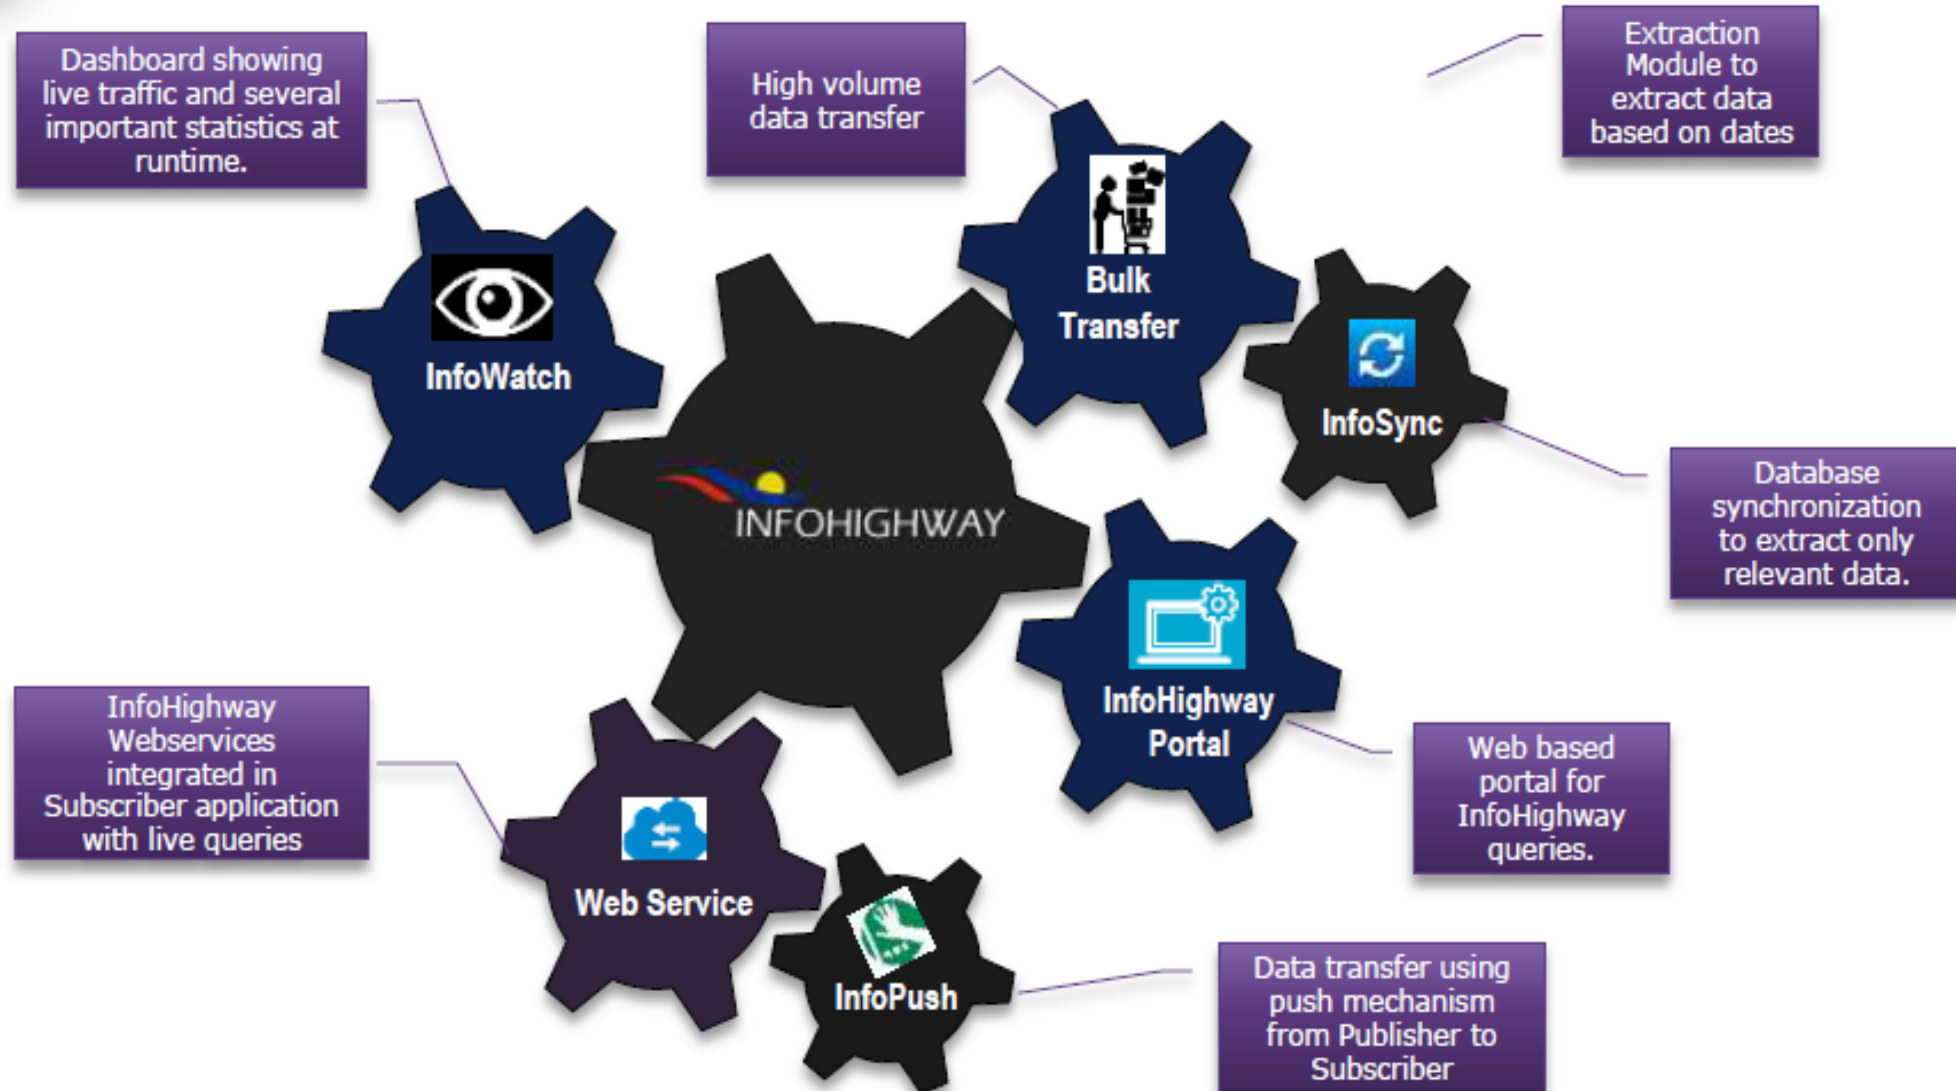 Dashboard showing
live traffic and several
important statistics at
runtime.
High volume
data transfer
Extraction
Module to
extract data
based on dates
InfoWatch
Bulk
Transfer
InfoSync
INFOHIGHWAY
Database
synchronization
to extract only
relevant data.
InfoHighway
Portal
InfoHighway
Webservices
integrated in
Subscriber application
with live queries
Web based
portal for
InfoHighway
queries.
Web Service
InfoPush
Data transfer using
push mechanism
from Publisher to
Subscriber